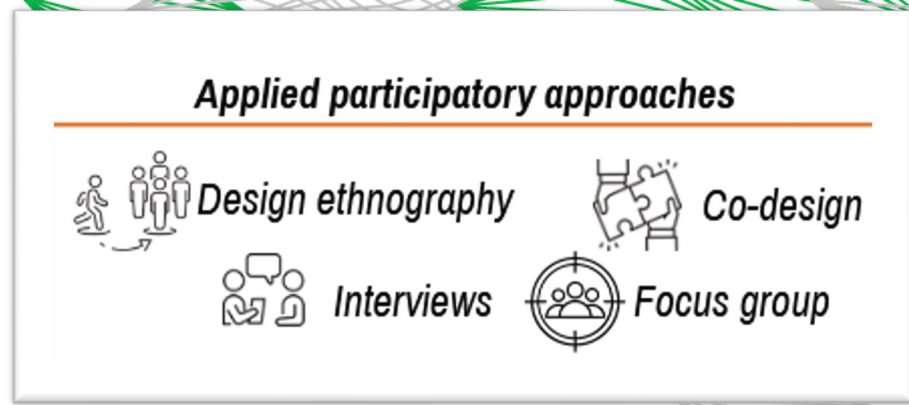 Applied participatory approaches
Design ethnography
Co-design
Interviews
Focus group